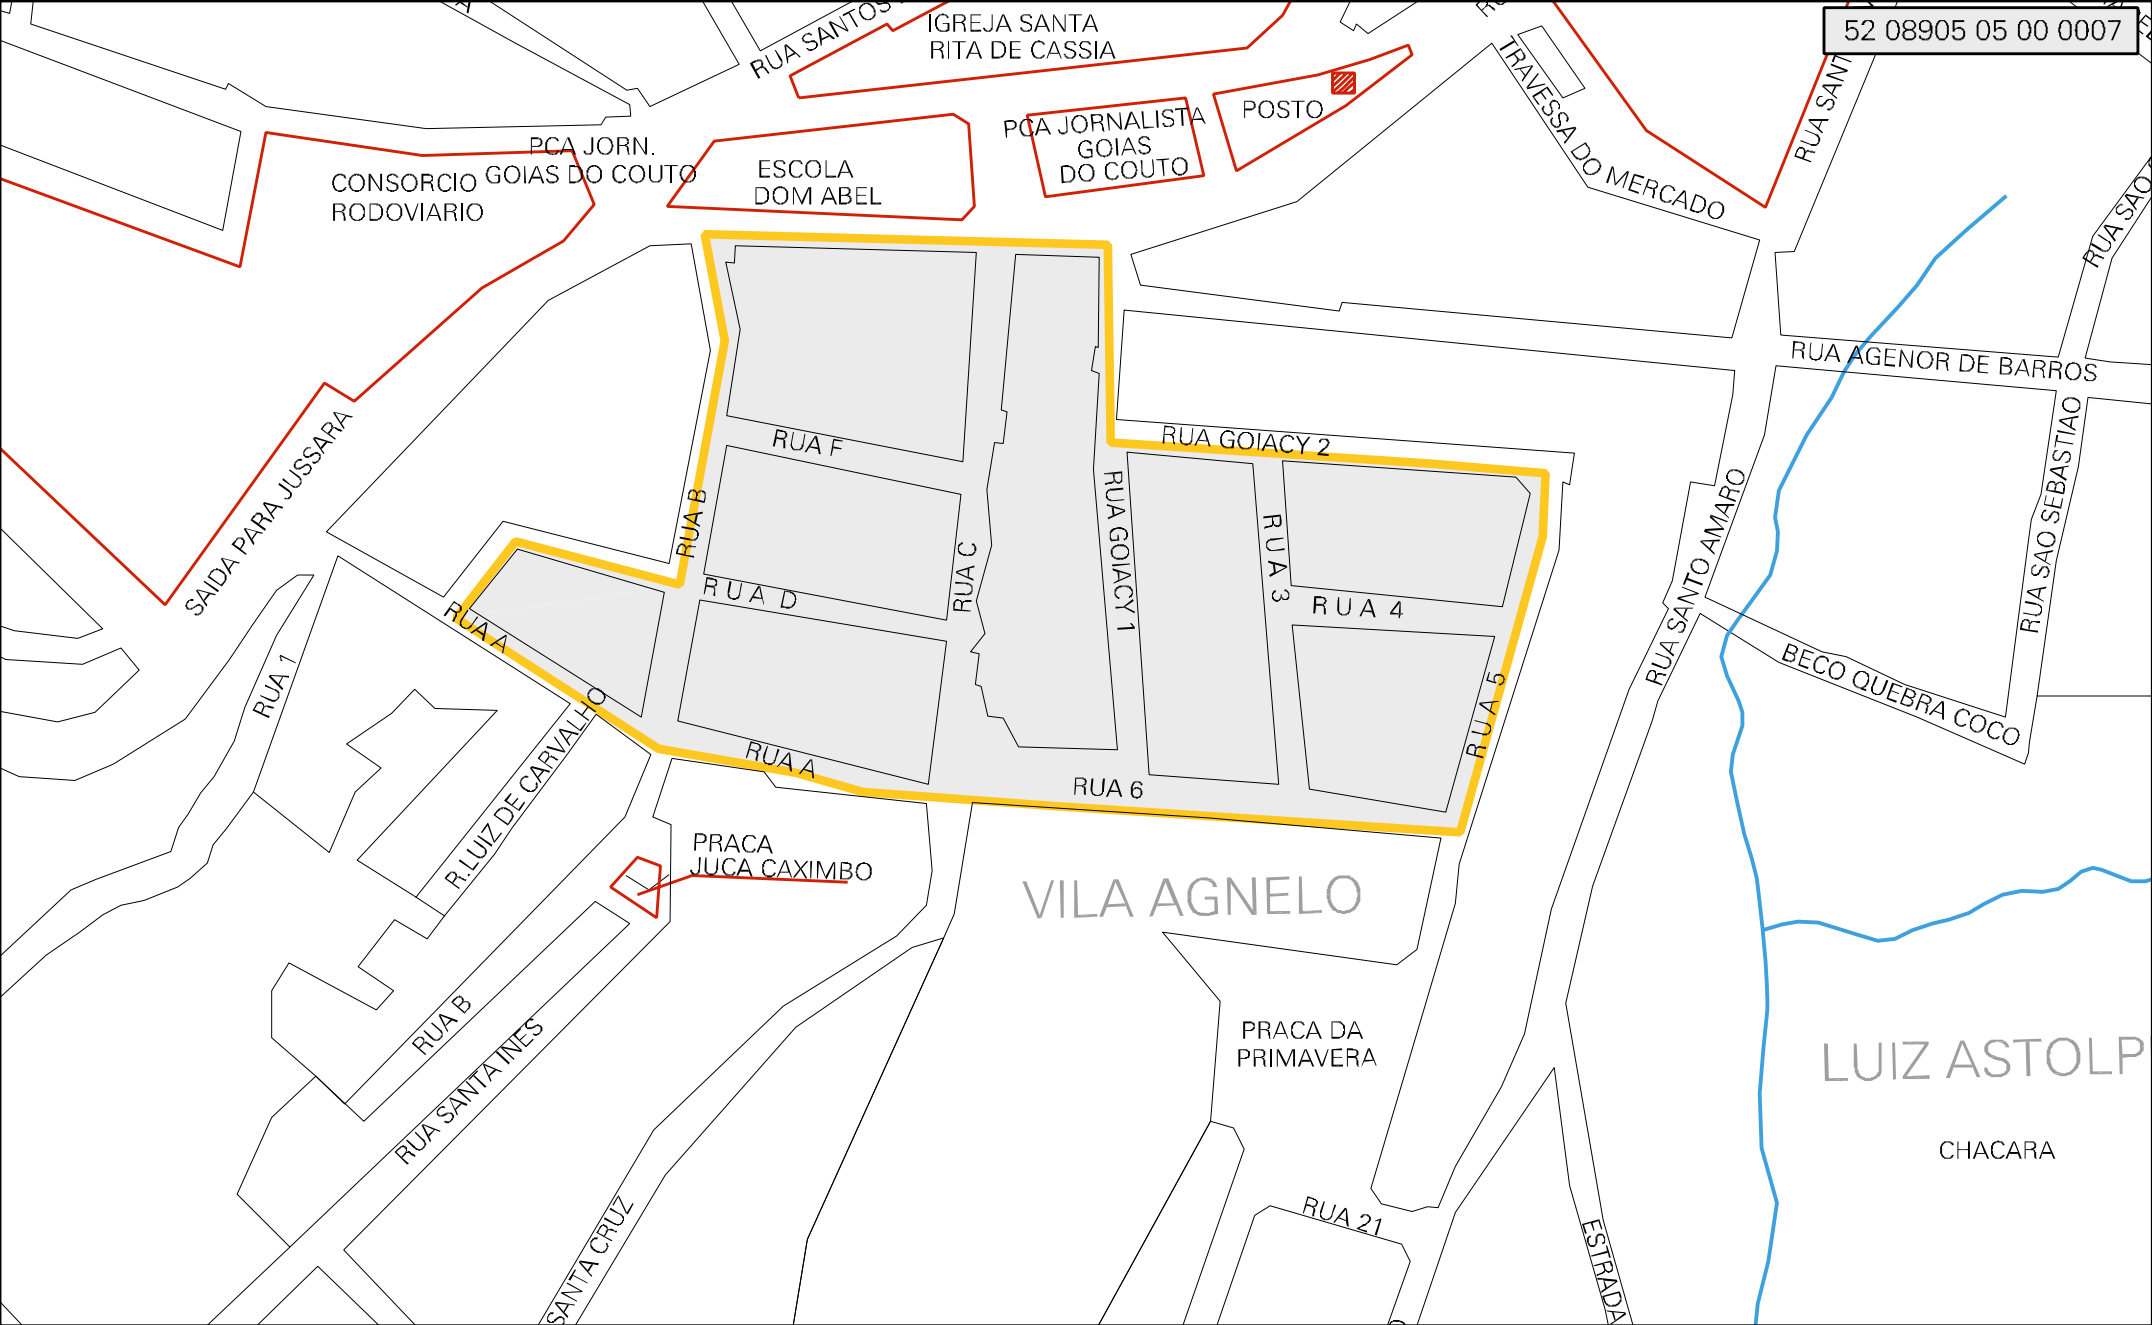 52 08905 05 00 0007
RUA SANTOS
IGREJA SANTA
RITA DE CASSIA
TRAVESSA DO MERCADO
RUA SANT
POSTO
PCA JORNALISTA
GOIAS
DO COUTO
PCA JORN.
GOIAS DO COUTO
ESCOLA
DOM ABEL
CONSORCIO
RODOVIARIO
RUA SAO
RUA AGENOR DE BARROS
SAIDA PARA JUSSARA
RUA F
RUA GOIACY 2
RUA B
RUA C
RUA GOIACY 1
RUA 3
RUA D
RUA 4
RUA SAO SEBASTIAO
RUA SANTO AMARO
RUA A
RUA 1
RUA 5
BECO QUEBRA COCO
R.LUIZ DE CARVALHO
RUA A
RUA 6
PRACA
JUCA CAXIMBO
VILA AGNELO
RUA B
RUA SANTA INES
PRACA DA
PRIMAVERA
LUIZ ASTOLP
CHACARA
SANTA CRUZ
RUA 21
ESTRADA